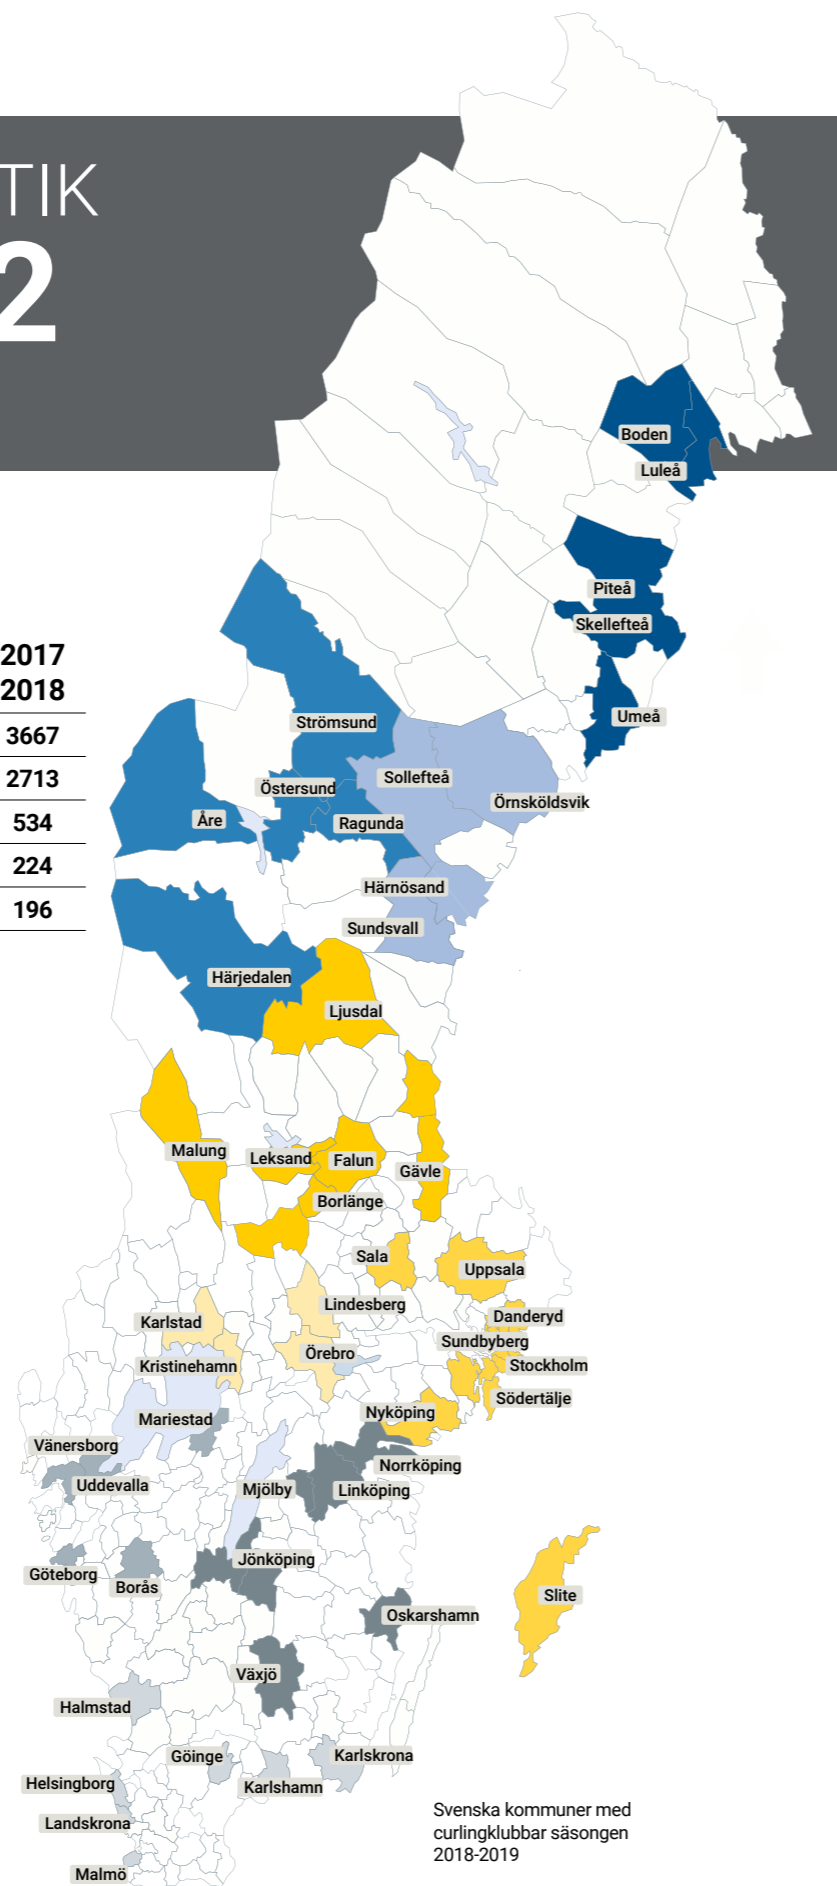 TIK
2
2017
2018
3667
2713
534
224
196
Boden
Luleå
Piteå
Skellefteå
Umeå
Strömsund
Sollefteå
Östersund
Örnsköldsvik
Åre
Ragunda
Härnösand
Sundsvall
Härjedalen
Ljusdal
Malung
Leksand
Falun
Gävle
Borlänge
Sala
Uppsala
Lindesberg
Danderyd
Karlstad
Sundbyberg
Örebro
Kristinehamn
Stockholm
Södertälje
Nyköping
Mariestad
Vänersborg
Norrköping
Uddevalla
Mjölby
Linköping
Jönköping
Göteborg
Borås
Slite
Oskarshamn
Växjö
Halmstad
Göinge
Karlskrona
Helsingborg
Karlshamn
Landskrona
Malmö
Svenska kommuner med
curlingklubbar säsongen
2018-2019